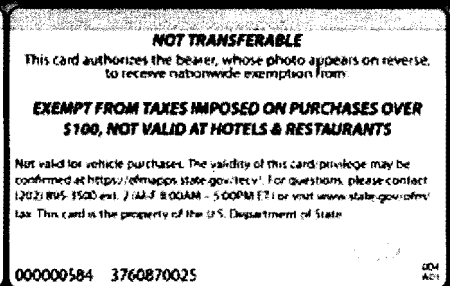 NOT TRANSFERABLE
This card authorizes the bearer, whose photo appears on reverse,
to receive nationwide exemption from:
EXEMPT FROM TAXES IMPOSED ON PURCHASES OVER
$100, NOT VALID AT HOTELS & RESTAURANTS
Not valid for vehicle purchases. The validity of this card/privilege may be
confirmed at https://ofmapps.state.gov/tecv/. For questions, please contact
(202) 895-3500 ext. 2 (M-F 8:00AM - 5:00PM ET) or visit www.state.gov/ofm/
tax. This card is the property of the U.S. Department of State
000000584 3760870025
004
A01